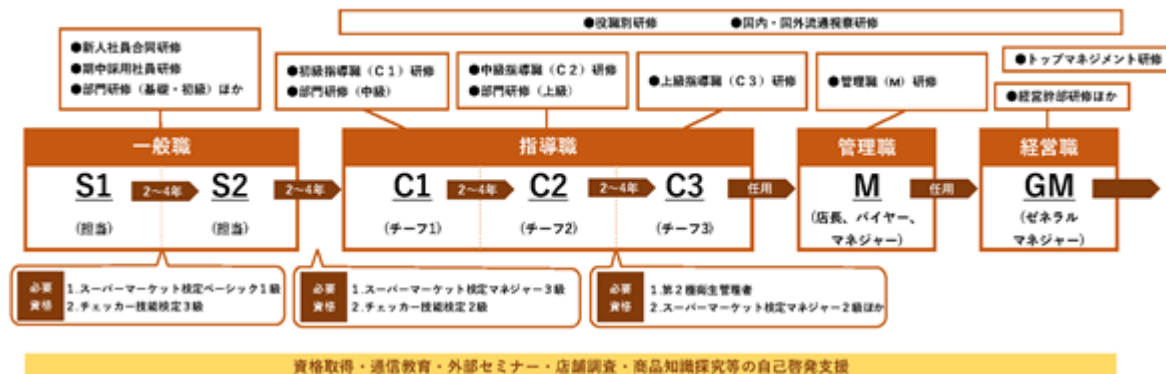 ●役職別研修 ●国内・国外流通視察研修
●新人社員合同研修
●期中採用社員研修
●部門研修（基礎・初級）ほか
●初級指導職（C1）研修
●部門研修（中級）
●中級指導職（C2）研修
●部門研修（上級）
●上級指導職（C3）研修
●管理職（M）研修
●トップマネジメント研修
●経営幹部研修ほか
一般職
S1
(担当)
2〜4年
S2
(担当)
2〜4年
指導職
C1
(チーフ1)
2〜4年
C2
(チーフ2)
2〜4年
C3
(チーフ3)
任用
管理職
M
(店長、バイヤー、
マネジャー)
任用
経営職
GM
(ゼネラル
マネジャー)
必要
資格
1.スーパーマーケット検定ベーシック1級
2.チェッカー技能検定3級
必要
資格
1.スーパーマーケット検定マネジャー3級
2.チェッカー技能検定2級
必要
資格
1.第2種衛生管理者
2.スーパーマーケット検定マネジャー2級ほか
資格取得・通信教育・外部セミナー・店舗調査・商品知識探究等の自己啓発支援